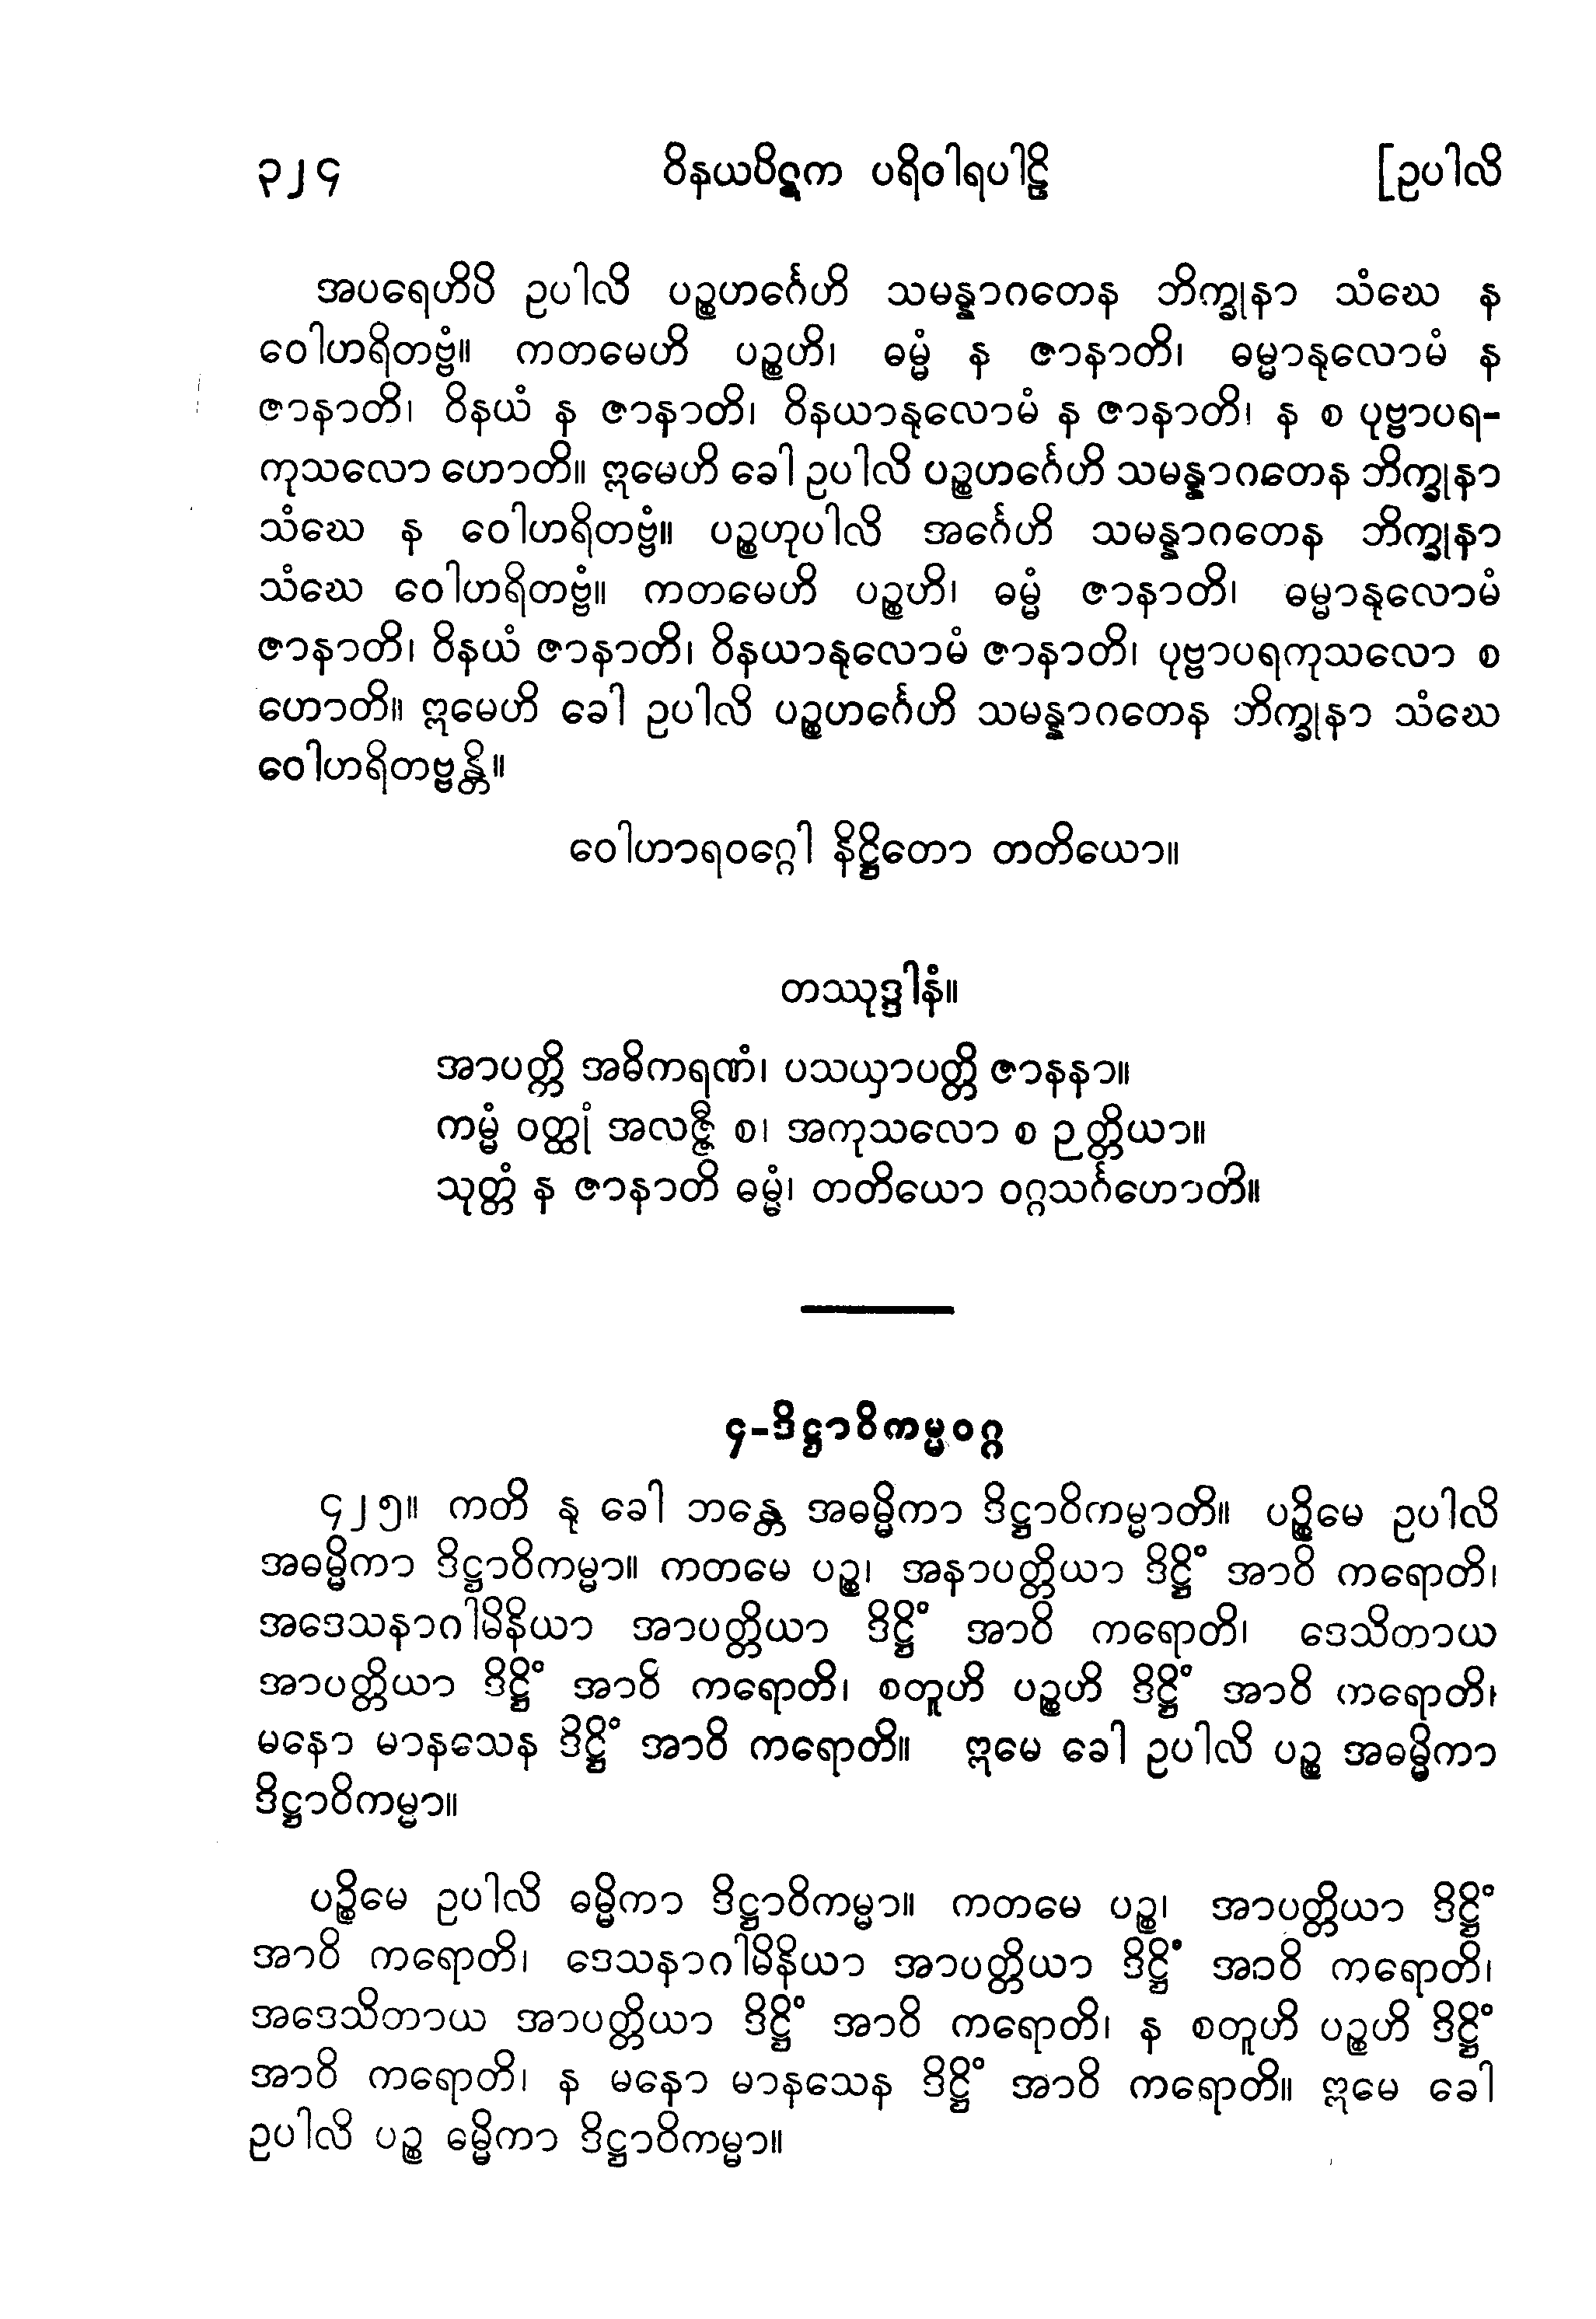 ၃၂၄ ဝိနယပိဋက ပရိဝါရပါဠိ [ဥပါလိ
အပရေဟိပိ ဥပါလိ ပဉ္စဟင်္ဂေဟိ သမန္နာဂတေန ဘိက္ခုနာ သံဃေ န
ဝေါဟရိတဗ္ဗံ။ ကတမေဟိ ပဉ္စဟိ၊ ဓမ္မံ န ဇာနာတိ၊ ဓမ္မာနုလောမံ န
ဇာနာတိ၊ ဝိနယံ န ဇာနာတိ၊ ဝိနယာနုလောမံ န ဇာနာတိ၊ န စ ပုဗ္ဗာပရ-
ကုသလော ဟောတိ။ ဣမေဟိ ခေါ ဥပါလိ ပဉ္စဟင်္ဂေဟိ သမန္နာဂတေန ဘိက္ခုနာ
သံဃေ န ဝေါဟရိတဗ္ဗံ။ ပဉ္စဟုပါလိ အင်္ဂေဟိ သမန္နာဂတေန ဘိက္ခုနာ
သံဃေ ဝေါဟရိတဗ္ဗံ။ ကတမေဟိ ပဉ္စဟိ၊ ဓမ္မံ ဇာနာတိ၊ ဓမ္မာနုလောမံ
ဇာနာတိ၊ ဝိနယံ ဇာနာတိ၊ ဝိနယာနုလောမံ ဇာနာတိ၊ ပုဗ္ဗာပရကုသလော စ
ဟောတိ။ ဣမေဟိ ခေါ ဥပါလိ ပဉ္စဟင်္ဂေဟိ သမန္နာဂတေန ဘိက္ခုနာ သံဃေ
ဝေါဟရိတဗ္ဗန္တိ။
ဝေါဟာရဝဂ္ဂေါ နိဋ္ဌိတော တတိယော။
တဿုဒ္ဒါနံ။
အာပတ္တိ အဓိကရဏံ၊ ပသယှာပတ္တိ ဇာနနာ။
ကမ္မံ ဝတ္ထုံ အလဇ္ဇီ စ၊ အကုသလော စ ဉတ္တိယာ။
သုတ္တံ န ဇာနာတိ ဓမ္မံ၊ တတိယော ဝဂ္ဂသင်္ဂဟောတိ။
၄-ဒိဋ္ဌာဝိကမ္မဝဂ္ဂ
၄၂၅။ ကတိ နု ခေါ ဘန္တေ အဓမ္မိကာ ဒိဋ္ဌာဝိကမ္မာတိ။ ပဉ္စိမေ ဥပါလိ
အဓမ္မိကာ ဒိဋ္ဌာဝိကမ္မာ။ ကတမေ ပဉ္စ၊ အနာပတ္တိယာ ဒိဋ္ဌိံ အာဝိ ကရောတိ၊
အဒေသနာဂါမိနိယာ အာပတ္တိယာ ဒိဋ္ဌိံ အာဝိ ကရောတိ၊ ဒေသိတာယ
အာပတ္တိယာ ဒိဋ္ဌိံ အာဝိ ကရောတိ၊ စတူဟိ ပဉ္စဟိ ဒိဋ္ဌိံ အာဝိ ကရောတိ၊
မနော မာနသေန ဒိဋ္ဌိံ အာဝိ ကရောတိ။ ဣမေ ခေါ ဥပါလိ ပဉ္စ အဓမ္မိကာ
ဒိဋ္ဌာဝိကမ္မာ။
ပဉ္စိမေ ဥပါလိ ဓမ္မိကာ ဒိဋ္ဌာဝိကမ္မာ။ ကတမေ ပဉ္စ၊ အာပတ္တိယာ ဒိဋ္ဌိံ
အာဝိ ကရောတိ၊ ဒေသနာဂါမိနိယာ အာပတ္တိယာ ဒိဋ္ဌိံ အာဝိ ကရောတိ၊
အဒေသိတာယ အာပတ္တိယာ ဒိဋ္ဌိံ အာဝိ ကရောတိ၊ န စတူဟိ ပဉ္စဟိ ဒိဋ္ဌိံ
အာဝိ ကရောတိ၊ န မနော မာနသေန ဒိဋ္ဌိံ အာဝိ ကရောတိ။ ဣမေ ခေါ
ဥပါလိ ပဉ္စ ဓမ္မိကာ ဒိဋ္ဌာဝိကမ္မာ။